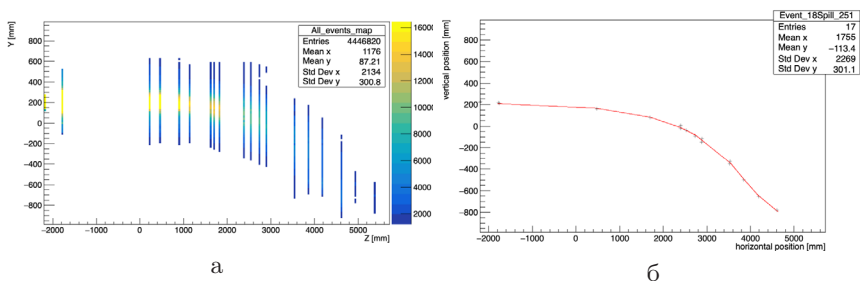 Y [mm]
800
600
400
200
0
−200
−400
−600
−800
−2000 −1000 0 1000 2000 3000 4000 5000
Z [mm]
All_events_map
Entries 4446820
Mean x 1176
Mean y 87.21
Std Dev x 2134
Std Dev y 300.8
16000
14000
12000
10000
8000
6000
4000
2000
а
vertical position [mm]
800
600
400
200
0
−200
−400
−600
−800
−2000 −1000 0 1000 2000 3000 4000 5000
horizontal position [mm]
Event_18Spill_251
Entries 17
Mean x 1755
Mean y −113.4
Std Dev x 2269
Std Dev y 301.1
б